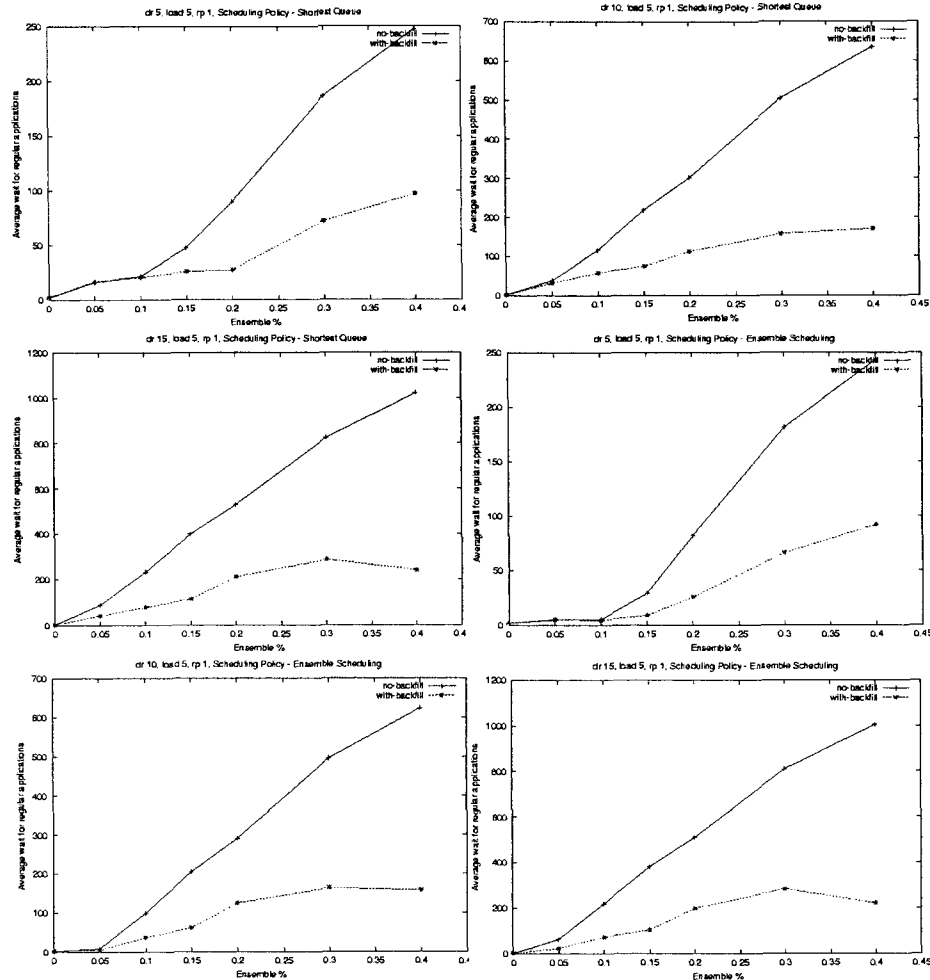 dr 5, load 5, rp 1, Scheduling Policy - Shortest Queue
no-backfill
with-backfill
250
200
150
100
50
0
Average wait for regular applications
0 0.05 0.1 0.15 0.2 0.25 0.3 0.35 0.4 0.4
Ensemble %
dr 10, load 5, rp 1, Scheduling Policy - Shortest Queue
no-backfill
with-backfill
700
600
500
400
300
200
100
0
Average wait for regular applications
0 0.05 0.1 0.15 0.2 0.25 0.3 0.35 0.4 0.45
Ensemble %
dr 15, load 5, rp 1, Scheduling Policy - Shortest Queue
no-backfill
with-backfill
1200
1000
800
600
400
200
0
Average wait for regular applications
0 0.05 0.1 0.15 0.2 0.25 0.3 0.35 0.4 0.4
Ensemble %
dr 5, load 5, rp 1, Scheduling Policy - Ensemble Scheduling
no-backfill
with-backfill
250
200
150
100
50
0
Average wait for regular applications
0 0.05 0.1 0.15 0.2 0.25 0.3 0.35 0.4 0.45
Ensemble %
dr 10, load 5, rp 1, Scheduling Policy - Ensemble Scheduling
no-backfill
with-backfill
700
600
500
400
300
200
100
0
Average wait for regular applications
0 0.05 0.1 0.15 0.2 0.25 0.3 0.35 0.4 0.4
Ensemble %
dr 15, load 5, rp 1, Scheduling Policy - Ensemble Scheduling
no-backfill
with-backfill
1200
1000
800
600
400
200
0
Average wait for regular applications
0 0.05 0.1 0.15 0.2 0.25 0.3 0.35 0.4 0.45
Ensemble %